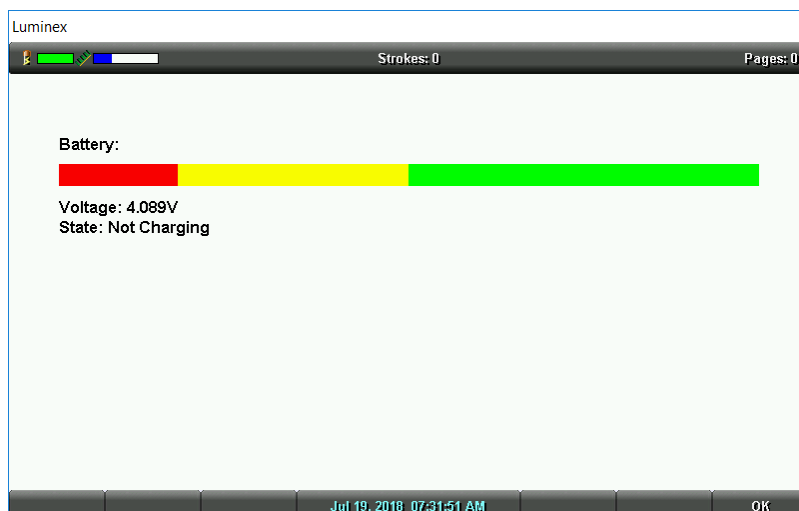 Luminex
Strokes: 0 Pages: 0
Battery:
Voltage: 4.089V
State: Not Charging
Jul 19, 2018 07:31:51 AM OK